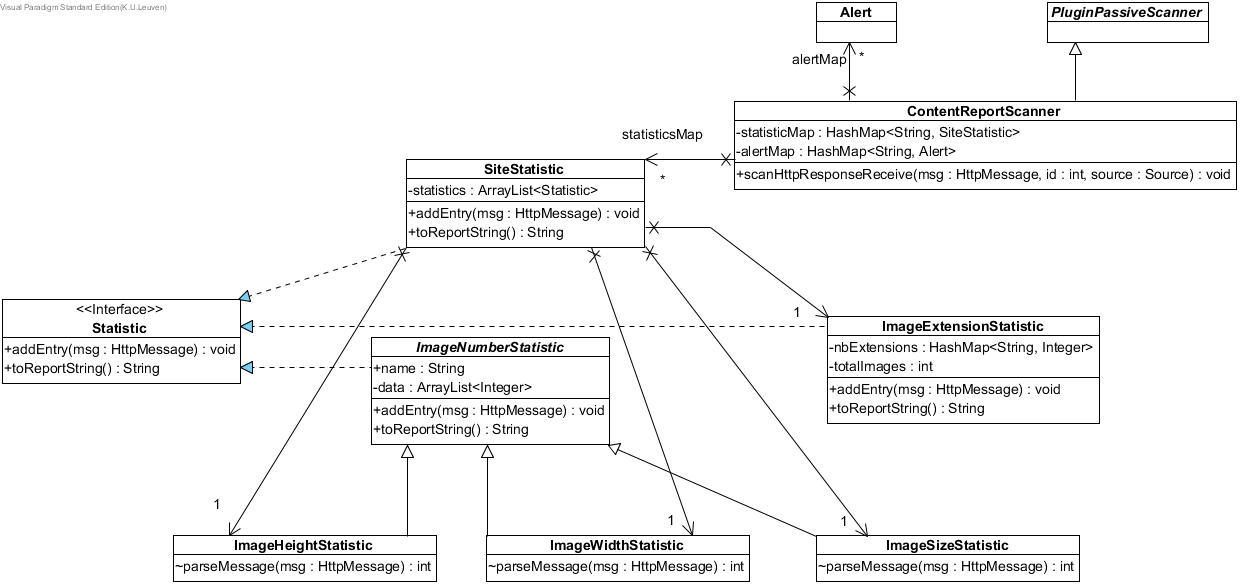 Visual Paradigm Standard Edition(K.U.Leuven)
Alert
PluginPassiveScanner
alertMap
*
ContentReportScanner
-statisticMap : HashMap<String, SiteStatistic>
-alertMap : HashMap<String, Alert>
+scanHttpResponseReceive(msg : HttpMessage, id : int, source : Source) : void
statisticsMap
*
SiteStatistic
-statistics : ArrayList<Statistic>
+addEntry(msg : HttpMessage) : void
+toReportString() : String
<<Interface>>
Statistic
+addEntry(msg : HttpMessage) : void
+toReportString() : String
ImageNumberStatistic
+name : String
-data : ArrayList<Integer>
+addEntry(msg : HttpMessage) : void
+toReportString() : String
1
ImageExtensionStatistic
-nbExtensions : HashMap<String, Integer>
-totalImages : int
+addEntry(msg : HttpMessage) : void
+toReportString() : String
1
ImageHeightStatistic
~parseMessage(msg : HttpMessage) : int
1
ImageWidthStatistic
~parseMessage(msg : HttpMessage) : int
1
ImageSizeStatistic
~parseMessage(msg : HttpMessage) : int